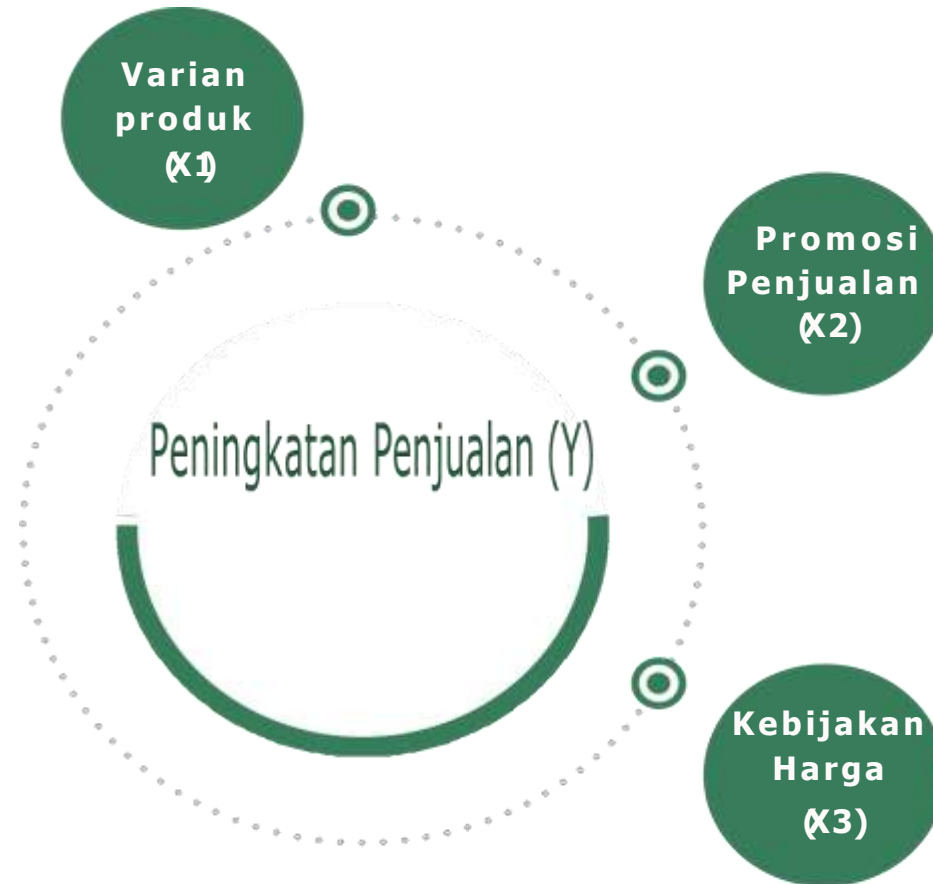 Varian
produk
(X1)
Promosi
Penjualan
(X2)
Peningkatan Penjualan (Y)
Kebijakan
Harga
(X3)